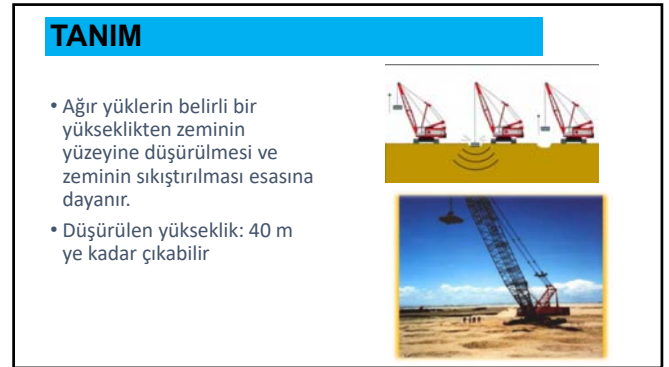 TANIM
• Ağır yüklerin belirli bir
yükseklikten zeminin
yüzeyine düşürülmesi ve
zeminin sıkıştırılması esasına
dayanır.
• Düşürülen yükseklik: 40 m
ye kadar çıkabilir